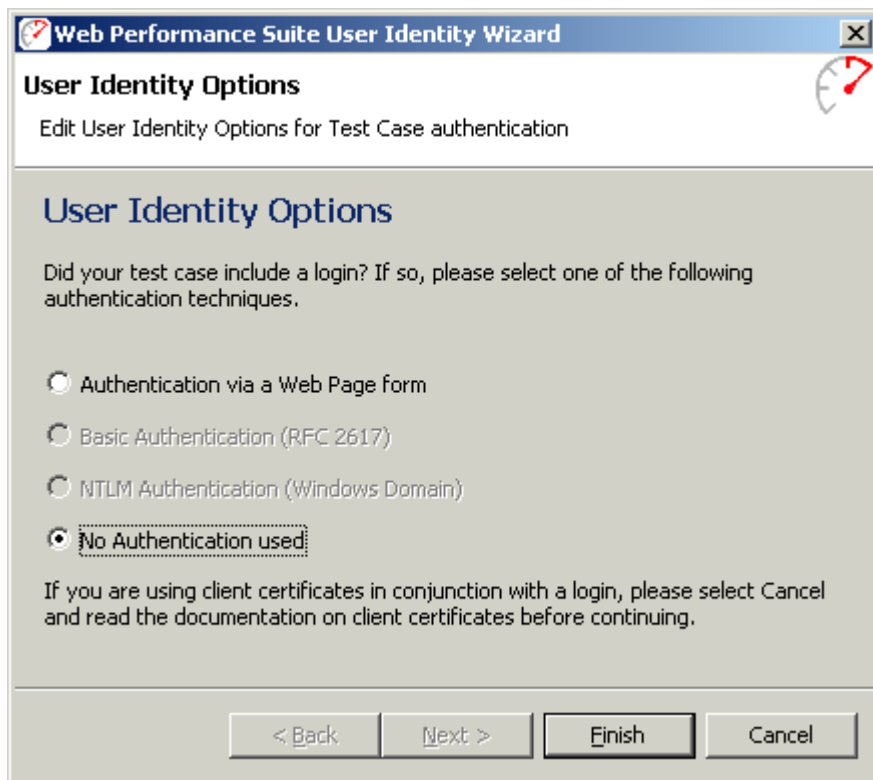 Web Performance Suite User Identity Wizard
User Identity Options
Edit User Identity Options for Test Case authentication
User Identity Options
Did your test case include a login? If so, please select one of the following
authentication techniques.
Authentication via a Web Page form
Basic Authentication (RFC 2617)
NTLM Authentication (Windows Domain)
No Authentication used
If you are using client certificates in conjunction with a login, please select Cancel
and read the documentation on client certificates before continuing.
< Back Next > Finish Cancel